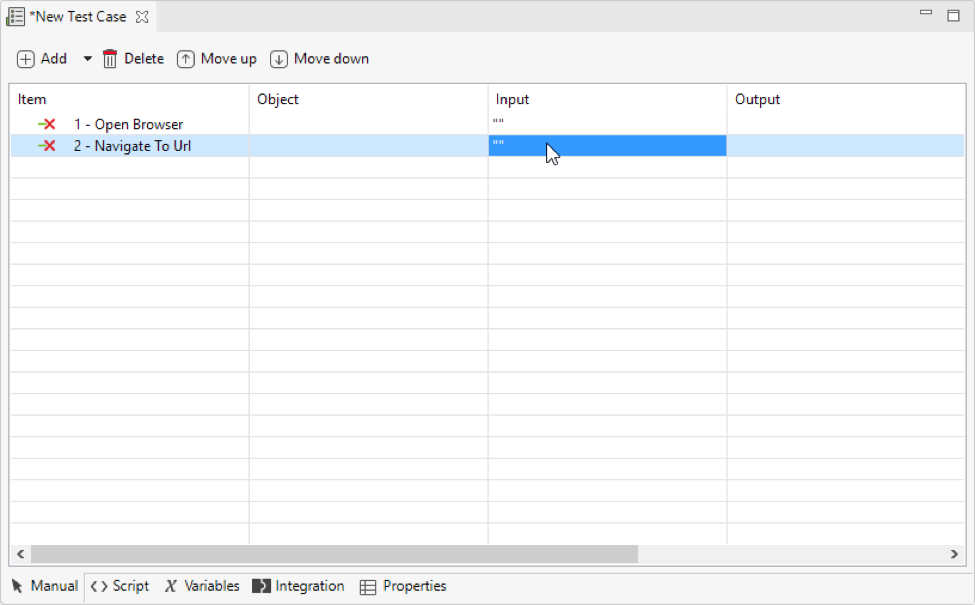 *New Test Case
Add Delete Move up Move down
Item Object Input Output
1 - Open Browser ""
2 - Navigate To Url ""
Manual Script Variables Integration Properties